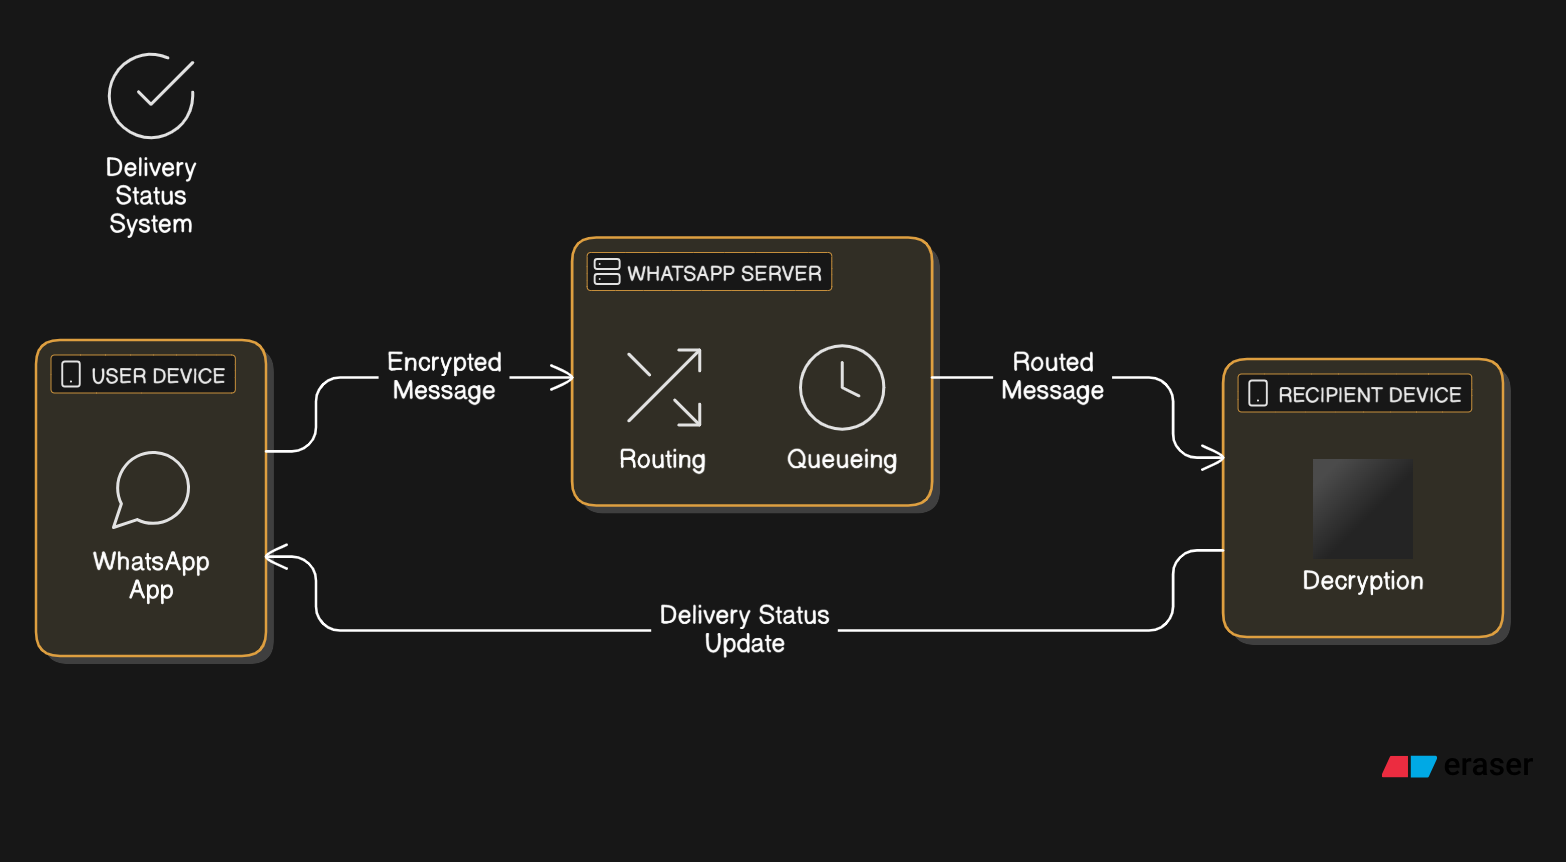 Delivery
Status
System
WHATSAPP SERVER
Encrypted
Message
Routed
Message
USER DEVICE
RECIPIENT DEVICE
Routing
Queueing
WhatsApp
App
Decryption
Delivery Status
Update
eraser